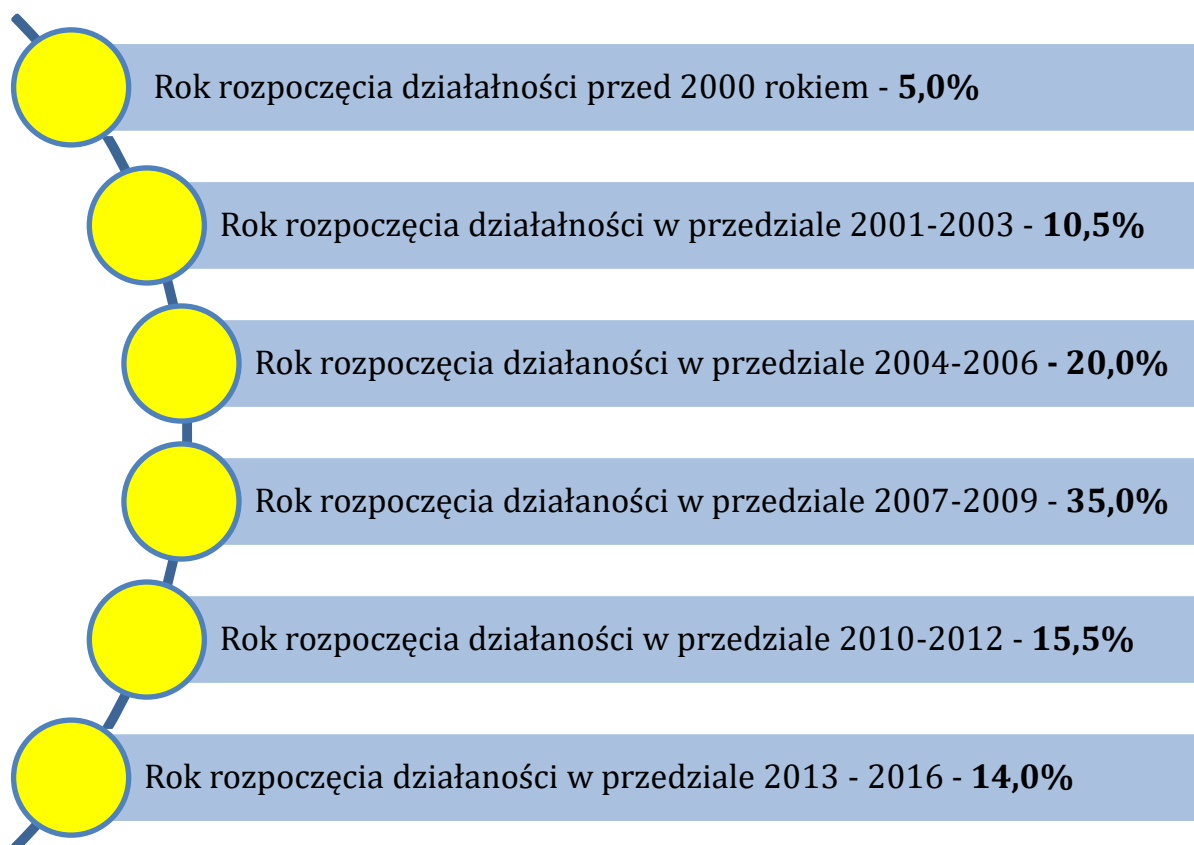 Rok rozpoczęcia działałności przed 2000 rokiem - 5,0%
Rok rozpoczęcia działałności w przedziale 2001-2003 - 10,5%
Rok rozpoczęcia działaności w przedziale 2004-2006 - 20,0%
Rok rozpoczęcia działaności w przedziale 2007-2009 - 35,0%
Rok rozpoczęcia działaności w przedziale 2010-2012 - 15,5%
Rok rozpoczęcia działaności w przedziale 2013 - 2016 - 14,0%